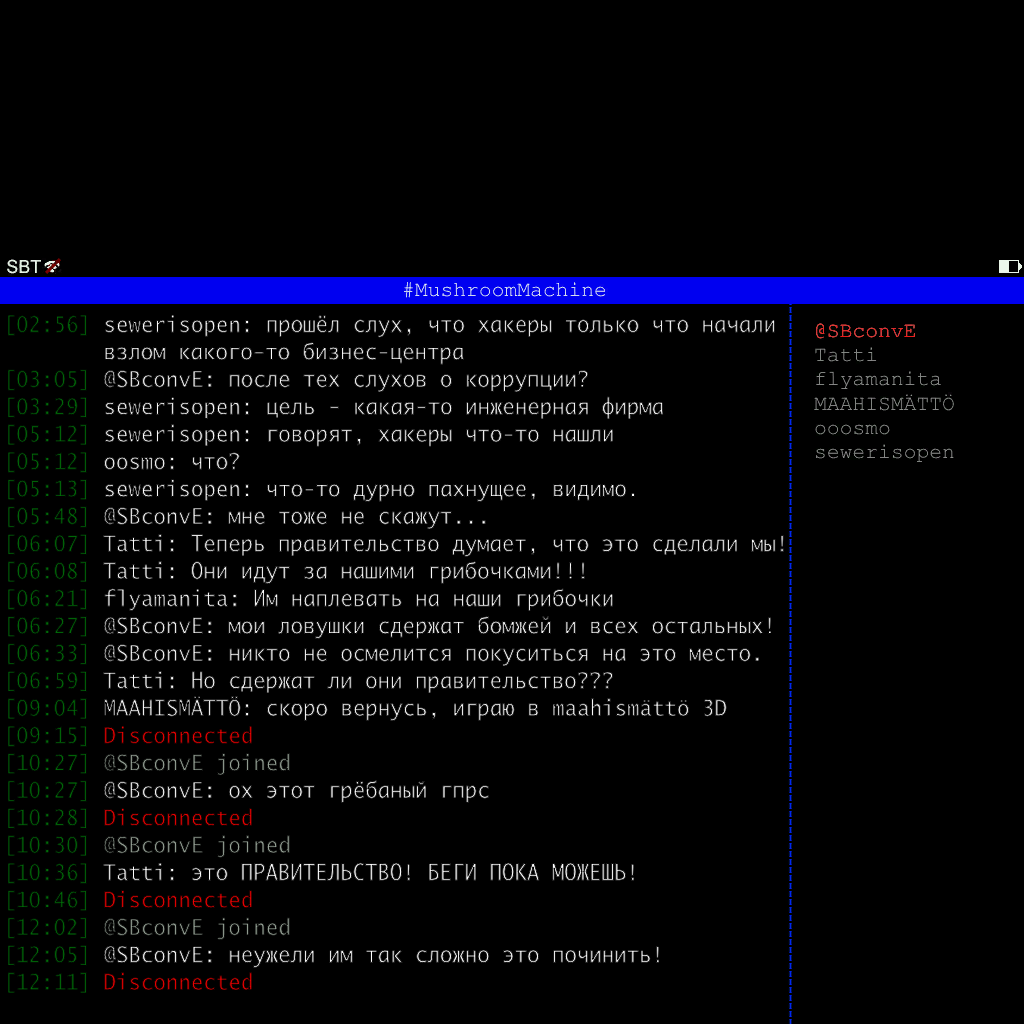 SBT
#MushroomMachine
[02:56] sewerisopen: прошёл слух, что хакеры только что начали
взлом какого-то бизнес-центра
[03:05] @SBconvE: после тех слухов о коррупции?
[03:29] sewerisopen: цель - какая-то инженерная фирма
[05:12] sewerisopen: говорят, хакеры что-то нашли
[05:12] oosmo: что?
[05:13] sewerisopen: что-то дурно пахнущее, видимо.
[05:48] @SBconvE: мне тоже не скажут...
[06:07] Tatti: Теперь правительство думает, что это сделали мы!
[06:08] Tatti: Они идут за нашими грибочками!!!
[06:21] flyamanita: Им наплевать на наши грибочки
[06:27] @SBconvE: мои ловушки сдержат бомжей и всех остальных!
[06:33] @SBconvE: никто не осмелится покуситься на это место.
[06:59] Tatti: Но сдержат ли они правительство???
[09:04] MAAHISMÄTTÖ: скоро вернусь, играю в maahismättö 3D
[09:15] Disconnected
[10:27] @SBconvE joined
[10:27] @SBconvE: ох этот грёбаный гпрс
[10:28] Disconnected
[10:30] @SBconvE joined
[10:36] Tatti: это ПРАВИТЕЛЬСТВО! БЕГИ ПОКА МОЖЕШЬ!
[10:46] Disconnected
[12:02] @SBconvE joined
[12:05] @SBconvE: неужели им так сложно это починить!
[12:11] Disconnected
@SBconvE
Tatti
flyamanita
MAAHISMÄTTÖ
ooosmo
sewerisopen